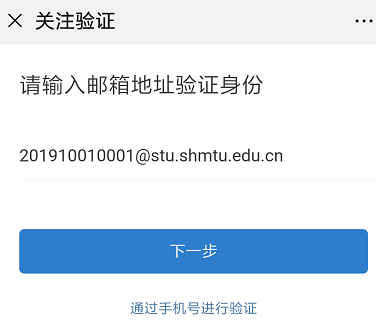 关注验证
请输入邮箱地址验证身份
201910010001@stu.shmtu.edu.cn
下一步
通过手机号进行验证